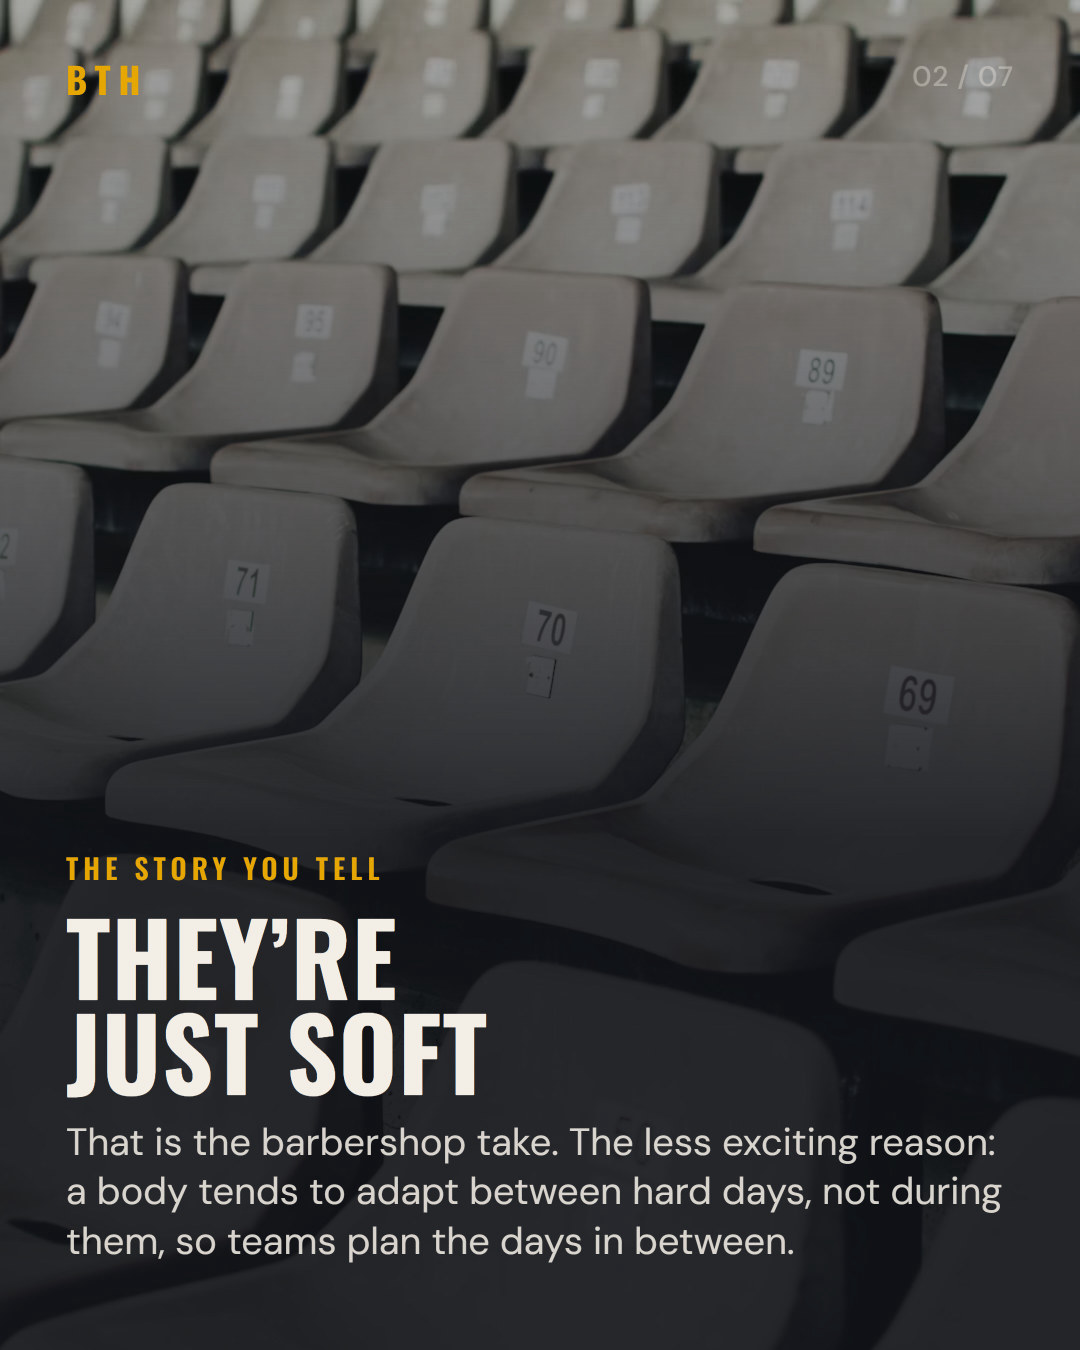 BTH
02 / 07
114
95
90
89
71
70
69
THE STORY YOU TELL
THEY’RE
JUST SOFT
That is the barbershop take. The less exciting reason:
a body tends to adapt between hard days, not during
them, so teams plan the days in between.